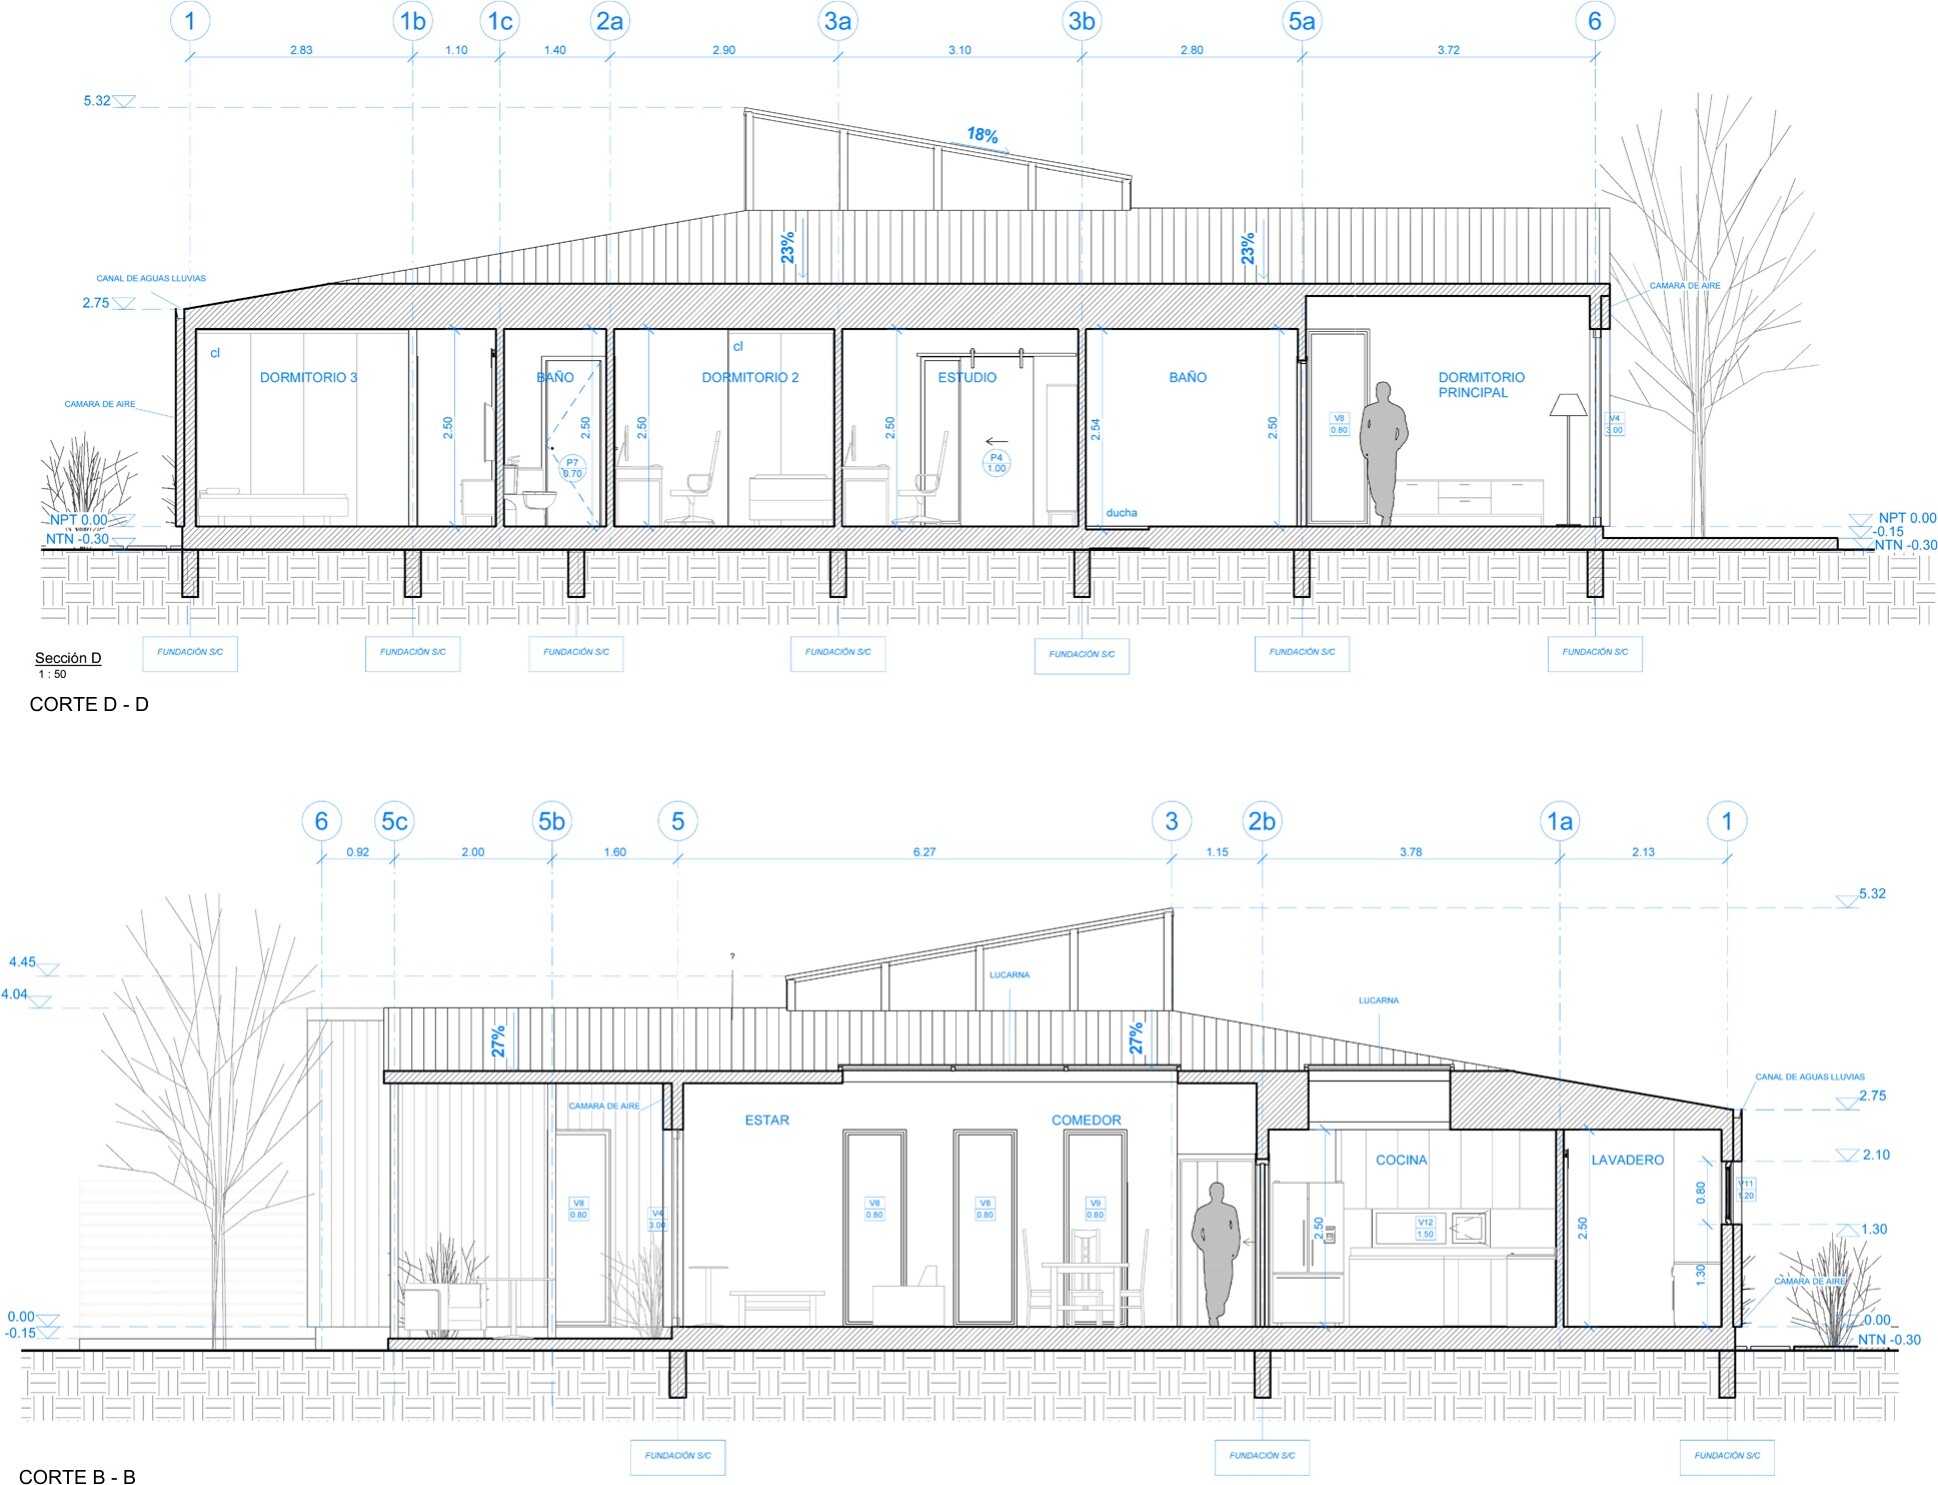 1 1b 1c 2a 3a 3b 5a 6
2.83 1.10 1.40 2.90 3.10 2.80 3.72
5.32
18%
23% 23%
CANAL DE AGUAS LLUVIAS
CAMARA DE AIRE
2.75
cl cl
DORMITORIO 3 BAÑO DORMITORIO 2 ESTUDIO BAÑO DORMITORIO
PRINCIPAL
CAMARA DE AIRE
2.50 2.50 2.50 2.50 2.54 2.50
V8
0.80
V4
3.00
P7
0.70
P4
1.00
ducha
NPT 0.00
NTN -0.30
NPT 0.00
-0.15
NTN -0.30
FUNDACIÓN S/C FUNDACIÓN S/C FUNDACIÓN S/C FUNDACIÓN S/C FUNDACIÓN S/C FUNDACIÓN S/C FUNDACIÓN S/C
Sección D
1 : 50
CORTE D - D
6 5c 5b 5 3 2b 1a 1
0.92 2.00 1.60 6.27 1.15 3.78 2.13
5.32
4.45
?
LUCARNA
4.04
LUCARNA
27% 27%
CANAL DE AGUAS LLUVIAS
2.75
CAMARA DE AIRE
ESTAR COMEDOR
COCINA LAVADERO
2.10
V8
0.80
V4
3.00
V8
0.80
V8
0.80
V9
0.80
2.50
V12
1.50
2.50
0.80
V11
1.20
1.30
1.30
CAMARA DE AIRE
0.00
-0.15
0.00
NTN -0.30
FUNDACIÓN S/C FUNDACIÓN S/C FUNDACIÓN S/C
CORTE B - B